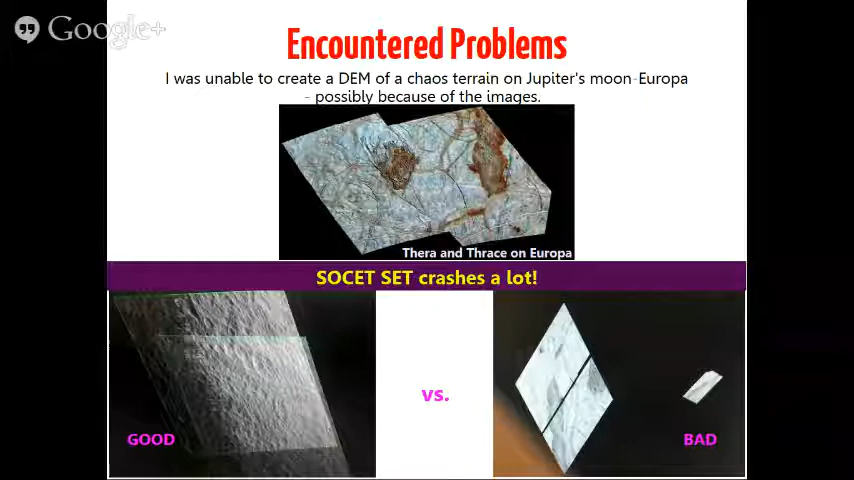 Google+
Encountered Problems
I was unable to create a DEM of a chaos terrain on Jupiter's moon-Europa
- possibly because of the images.
Thera and Thrace on Europa
SOCET SET crashes a lot!
vs.
GOOD
BAD